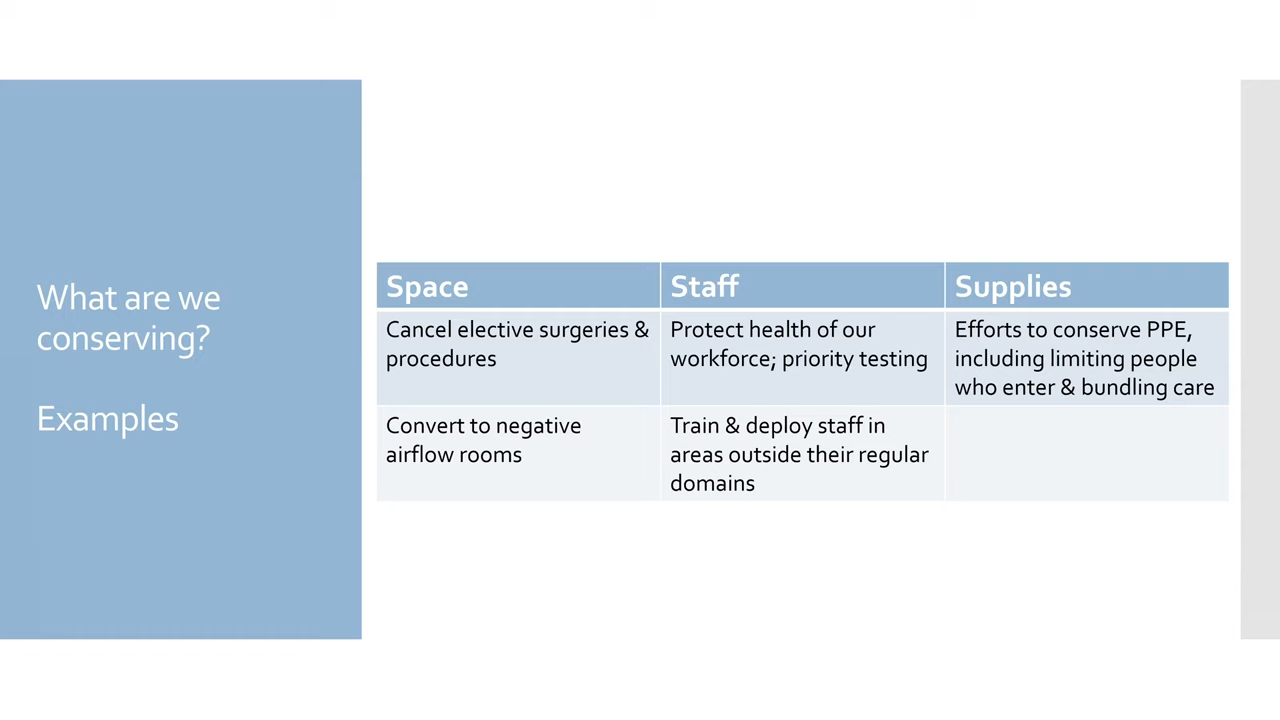 What are we
conserving?
Examples
Space
Staff
Supplies
Cancel elective surgeries &
procedures
Protect health of our
workforce; priority testing
Efforts to conserve PPE,
including limiting people
who enter & bundling care
Convert to negative
airflow rooms
Train & deploy staff in
areas outside their regular
domains